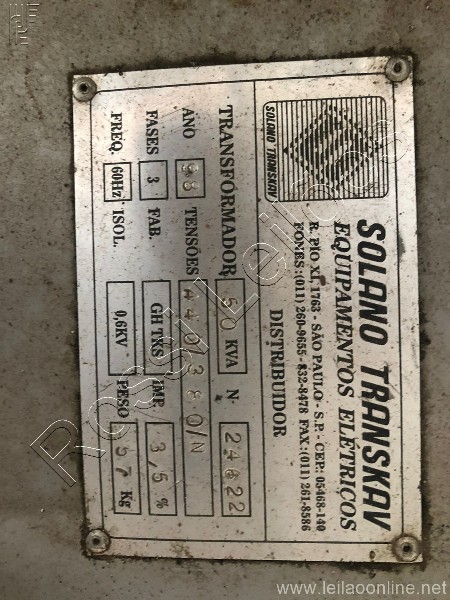 SOLANO TRANSKAV
EQUIPAMENTOS ELÉTRICOS
R. PIO XI, 1763 - SÃO PAULO - S.P. - CEP.: 05468-140
FONES.:(011) 260-9655 - 832-8478 FAX.:(011) 261-8586
SOLANO TRANSKAV
DISTRIBUIDOR
TRANSFORMADOR 50 KVA N· 24622
ANO TENSÕES 440/380/N
FASES 3 FAB. GH TKS IMP. 3,5 %
FREQ. 60Hz ISOL. 0,6KV PESO Kg
Rossi Leilões
www.leilaoonline.net